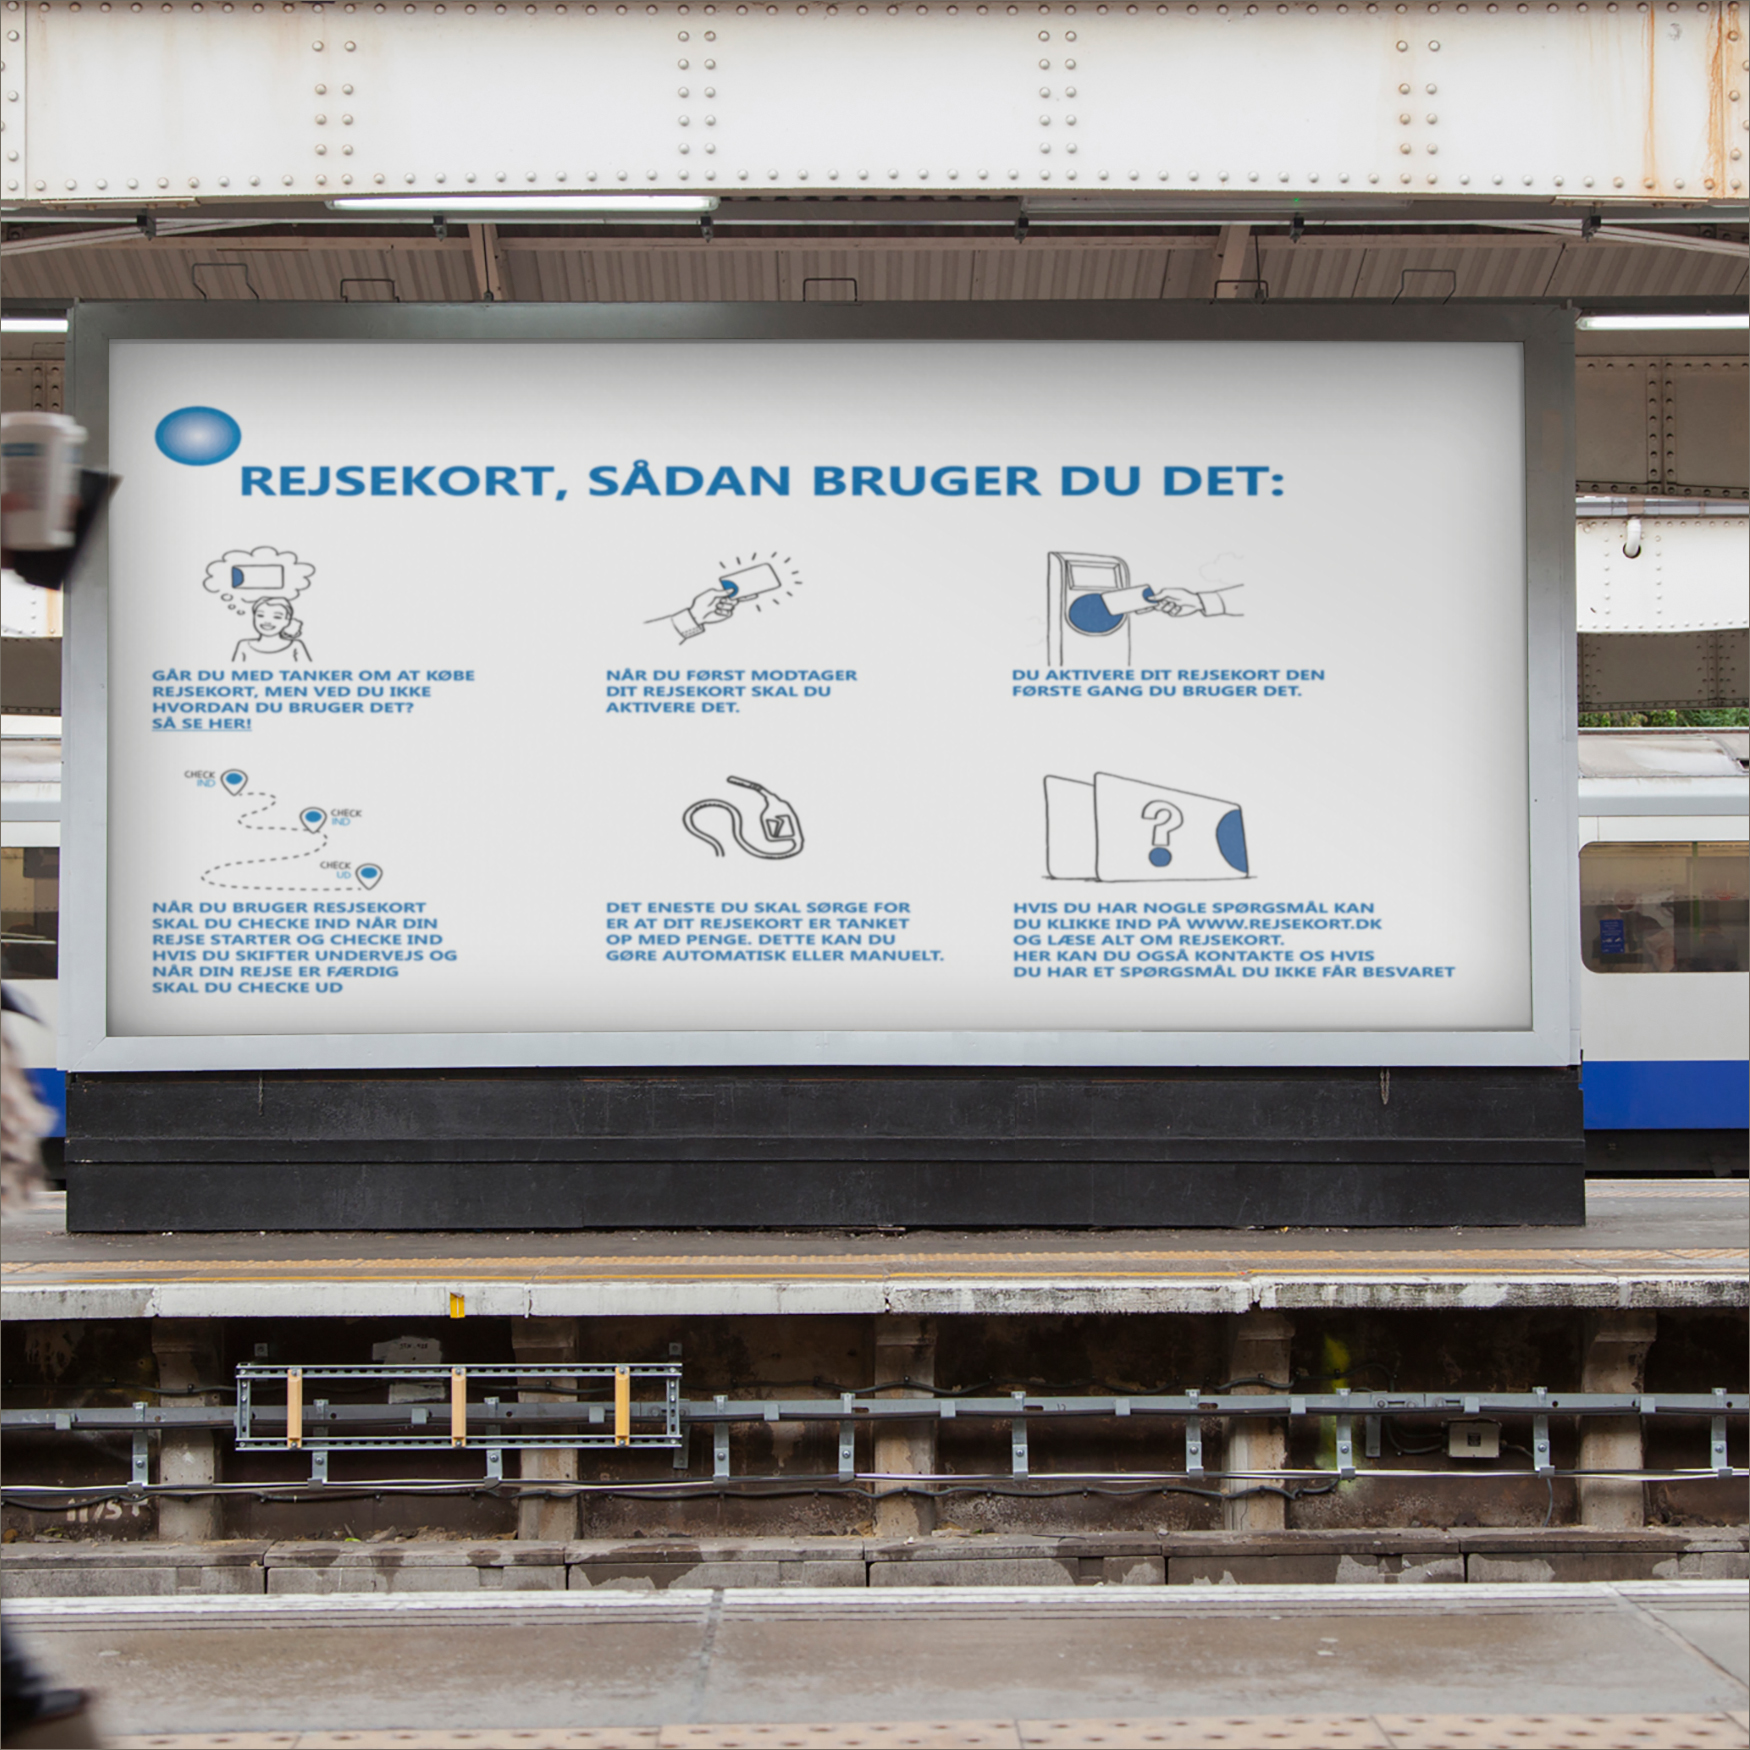 REJSEKORT, SÅDAN BRUGER DU DET:
GÅR DU MED TANKER OM AT KØBE
REJSEKORT, MEN VED DU IKKE
HVORDAN DU BRUGER DET?
SÅ SE HER!
NÅR DU FØRST MODTAGER
DIT REJSEKORT SKAL DU
AKTIVERE DET.
DU AKTIVERE DIT REJSEKORT DEN
FØRSTE GANG DU BRUGER DET.
CHECK
IND
CHECK
IND
CHECK
UD
NÅR DU BRUGER RESJSEKORT
SKAL DU CHECKE IND NÅR DIN
REJSE STARTER OG CHECKE IND
HVIS DU SKIFTER UNDERVEJS OG
NÅR DIN REJSE ER FÆRDIG
SKAL DU CHECKE UD
DET ENESTE DU SKAL SØRGE FOR
ER AT DIT REJSEKORT ER TANKET
OP MED PENGE. DETTE KAN DU
GØRE AUTOMATISK ELLER MANUELT.
?
HVIS DU HAR NOGLE SPØRGSMÅL KAN
DU KLIKKE IND PÅ WWW.REJSEKORT.DK
OG LÆSE ALT OM REJSEKORT.
HER KAN DU OGSÅ KONTAKTE OS HVIS
DU HAR ET SPØRGSMÅL DU IKKE FÅR BESVARET